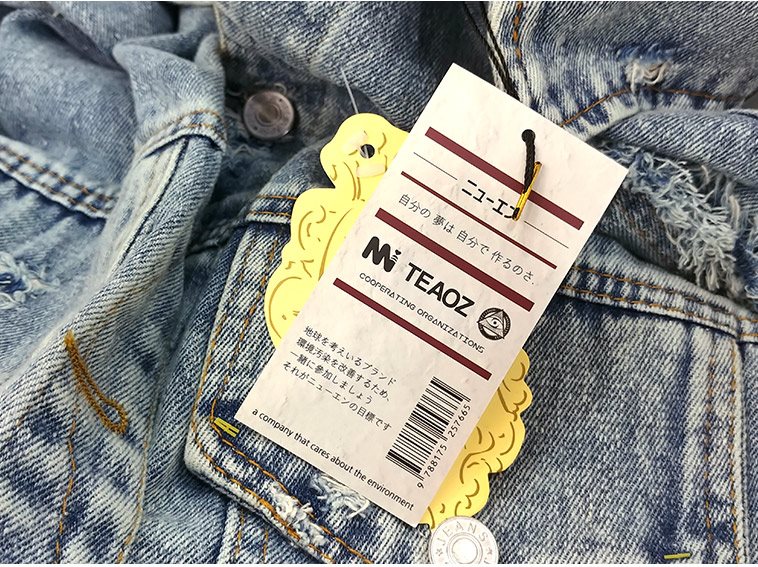 ニューエン
自分の 夢は 自分で 作るのさ.
TEAOZ
COOPERATING ORGANIZATIONS
地球を考えいるブランド
環境汚染を改善するため,
一緒に参加しましょう
それがニューエンの目標です
9 788175 257665
a company that cares about the environment
JEANS